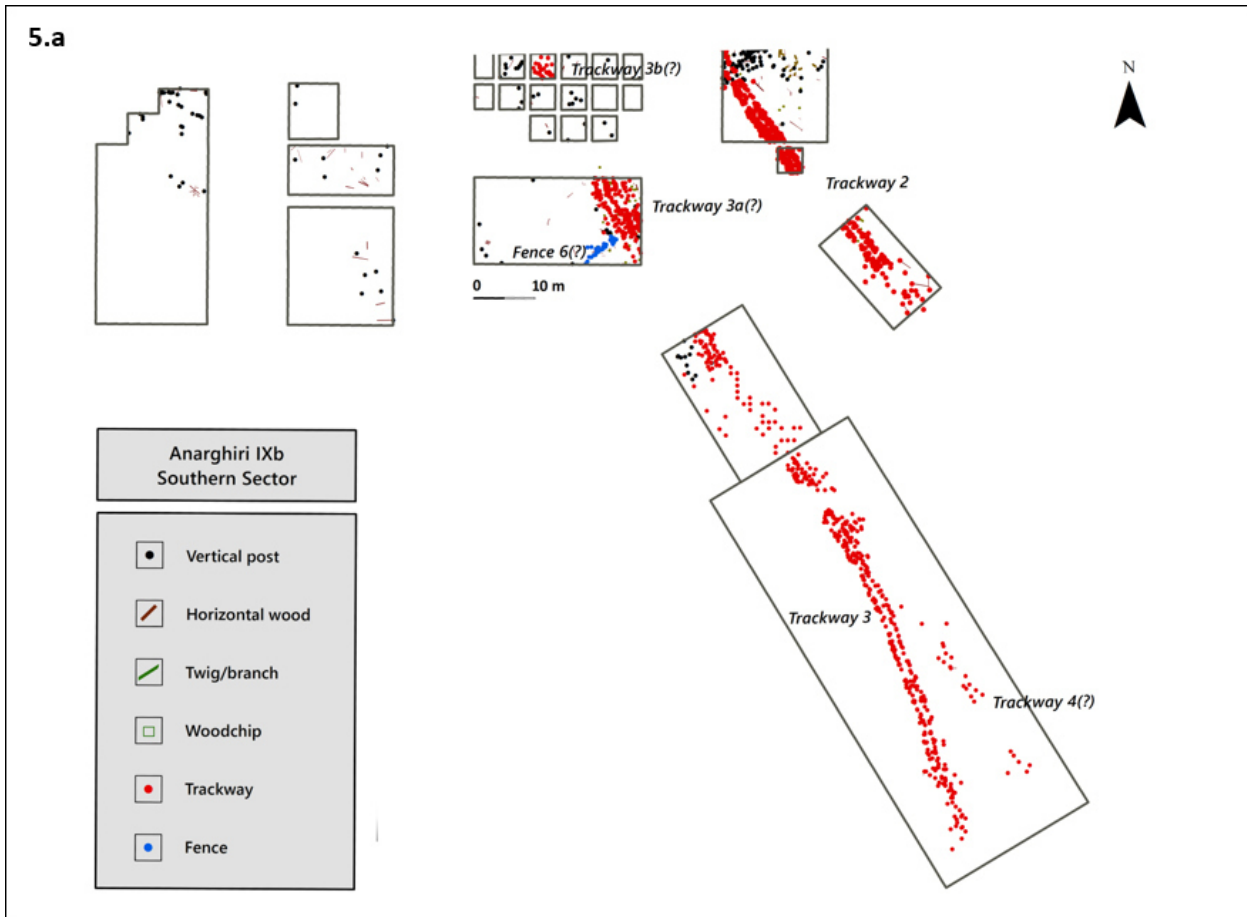 5.a
Trackway 3b(?)
N
Trackway 2
Trackway 3a(?)
Fence 6(?)
0 10 m
Anarghiri IXb
Southern Sector
Vertical post
Horizontal wood
Twig/branch
Woodchip
Trackway
Fence
Trackway 3
Trackway 4(?)